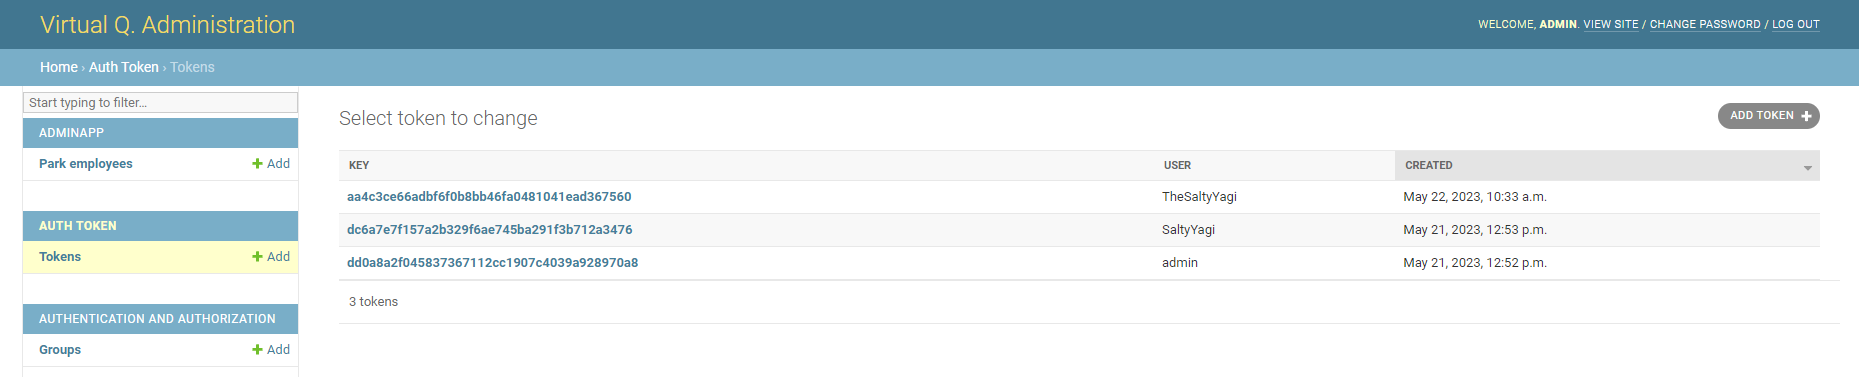 Virtual Q. Administration
WELCOME, ADMIN. VIEW SITE / CHANGE PASSWORD / LOG OUT
Home › Auth Token › Tokens
Start typing to filter...
ADMINAPP
Park employees + Add
AUTH TOKEN
Tokens + Add
AUTHENTICATION AND AUTHORIZATION
Groups + Add
Select token to change
ADD TOKEN +
KEY USER CREATED
aa4c3ce66adbf6f0b8bb46fa0481041ead367560 TheSaltyYagi May 22, 2023, 10:33 a.m.
dc6a7e7f157a2b329f6ae745ba291f3b712a3476 SaltyYagi May 21, 2023, 12:53 p.m.
dd0a8a2f045837367112cc1907c4039a928970a8 admin May 21, 2023, 12:52 p.m.
3 tokens